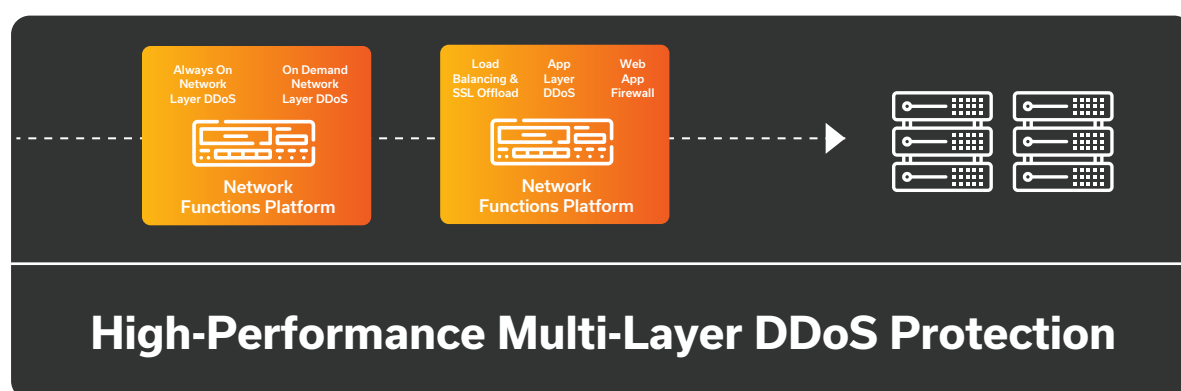 Always On
Network
Layer DDoS
On Demand
Network
Layer DDoS
Network
Functions Platform
Load
Balancing &
SSL Offload
App
Layer
DDoS
Web
App
Firewall
Network
Functions Platform
High-Performance Multi-Layer DDoS Protection